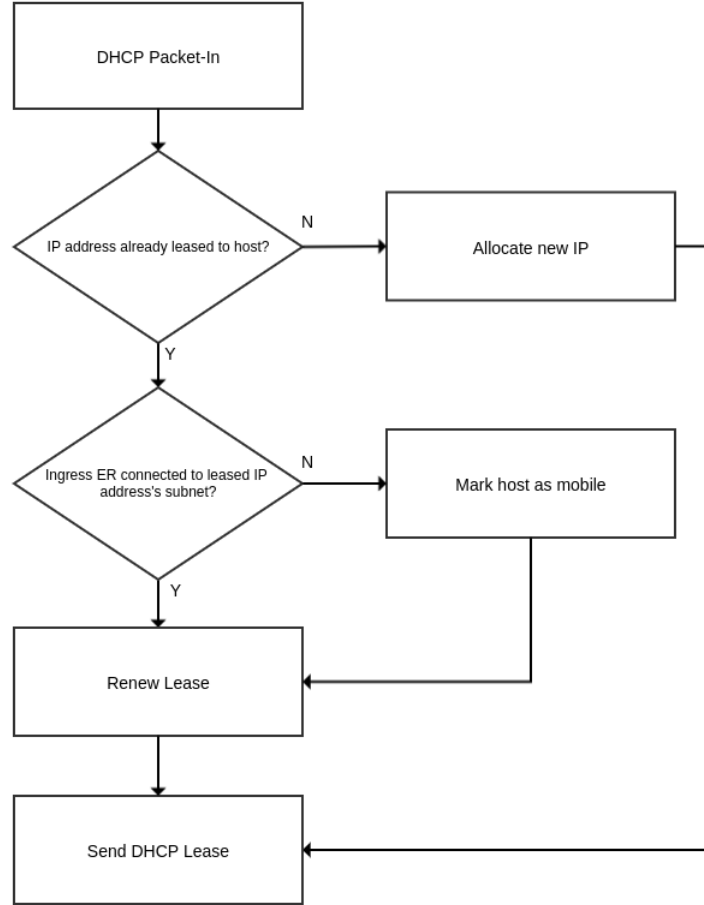 DHCP Packet-In
N
IP address already leased to host?
Allocate new IP
Y
N
Ingress ER connected to leased IP
address's subnet?
Mark host as mobile
Y
Renew Lease
Send DHCP Lease